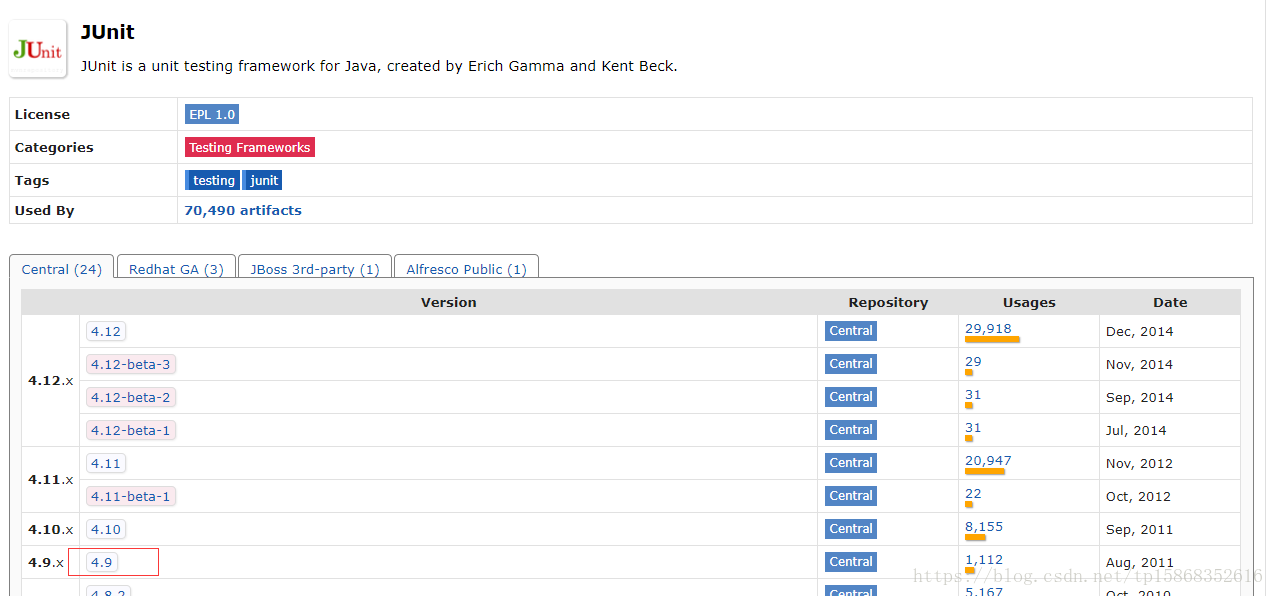 JUnit
JUnit
JUnit is a unit testing framework for Java, created by Erich Gamma and Kent Beck.
License EPL 1.0
Categories Testing Frameworks
Tags testing junit
Used By 70,490 artifacts
Central (24) Redhat GA (3) JBoss 3rd-party (1) Alfresco Public (1)
Version Repository Usages Date
4.12.x
4.12 Central 29,918 Dec, 2014
4.12-beta-3 Central 29 Nov, 2014
4.12-beta-2 Central 31 Sep, 2014
4.12-beta-1 Central 31 Jul, 2014
4.11.x
4.11 Central 20,947 Nov, 2012
4.11-beta-1 Central 22 Oct, 2012
4.10.x 4.10 Central 8,155 Sep, 2011
4.9.x 4.9 Central 1,112 Aug, 2011
https://blog.csdn.net/tp15868352616
4.8.2 Central 5,167 Oct, 2010